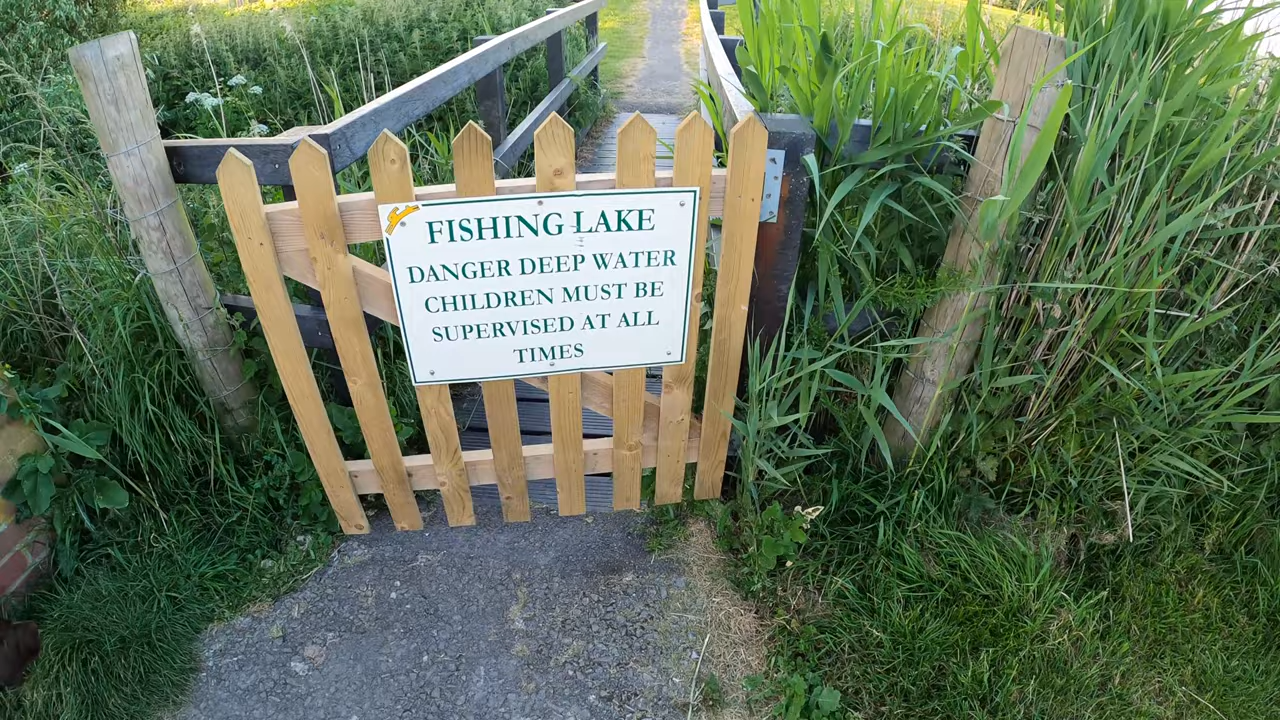 FISHING LAKE
DANGER DEEP WATER
CHILDREN MUST BE
SUPERVISED AT ALL
TIMES